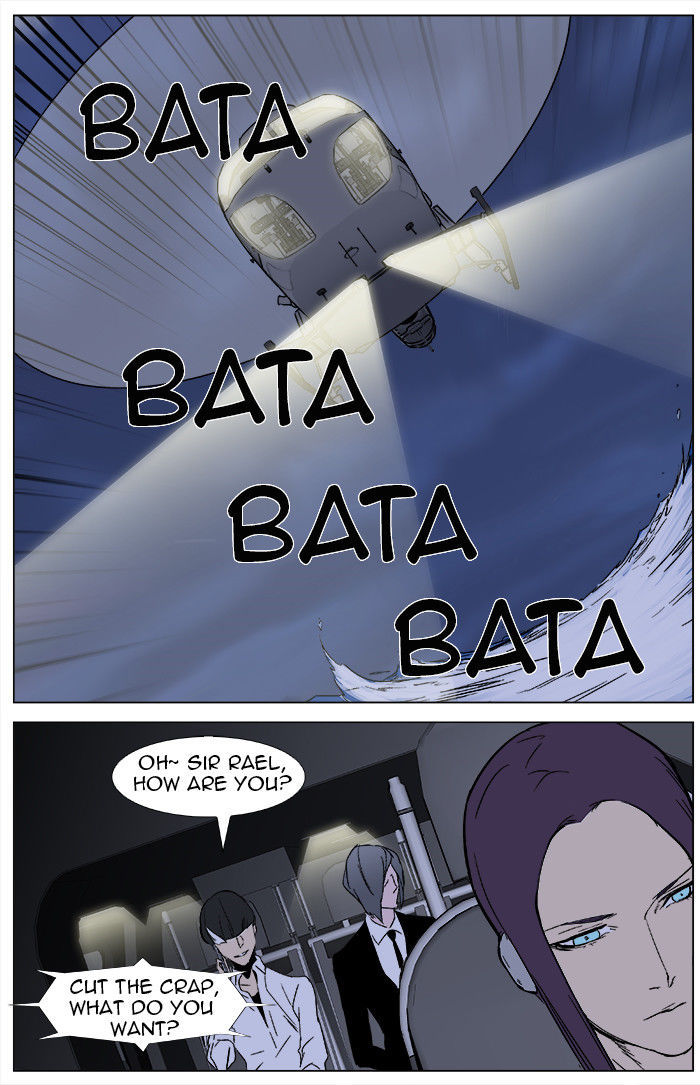 BATA
BATA
BATA
BATA
OH~ SIR RAEL,
HOW ARE YOU?
CUT THE CRAP,
WHAT DO YOU
WANT?